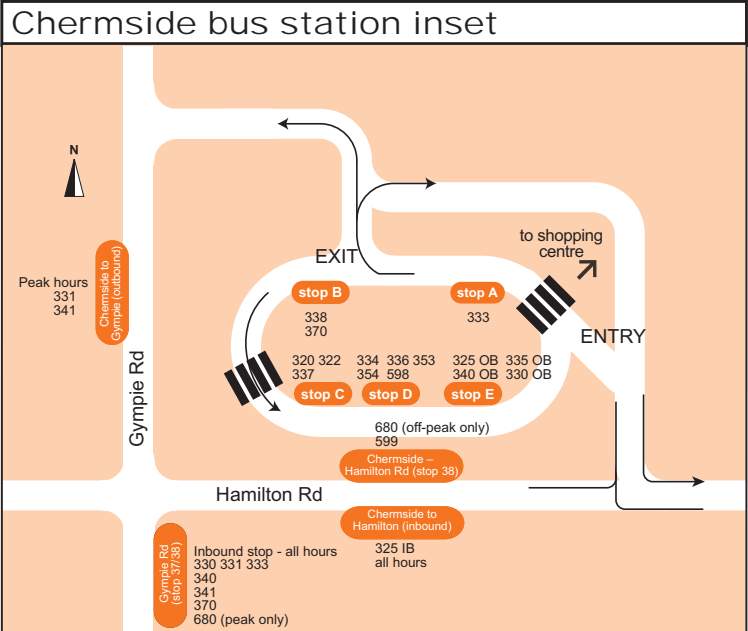 Chermside bus station inset
N
to shopping
centre
EXIT
Chermside to
Gympie (outbound)
Peak hours
331
341
stop B
stop A
338
370
333
ENTRY
320 322
337
334 336 353
354 598
325 OB 335 OB
340 OB 330 OB
stop C
stop D
stop E
Gympie Rd
680 (off-peak only)
599
Chermside –
Hamilton Rd (stop 38)
Hamilton Rd
Chermside to
Hamilton (inbound)
325 IB
all hours
Gympie Rd
(stop 37/38)
Inbound stop - all hours
330 331 333
340
341
370
680 (peak only)